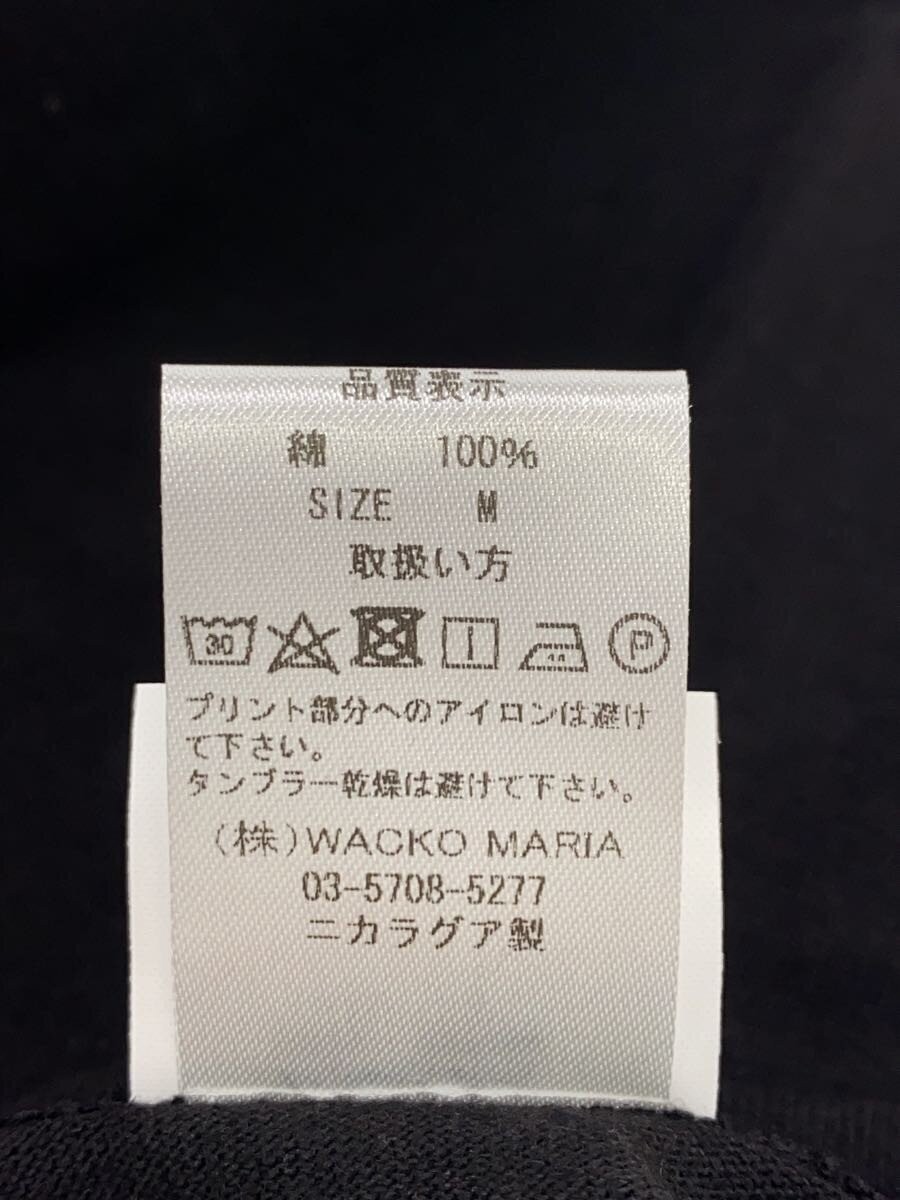 品質表示
綿 100%
SIZE M
取扱い方
30 P
プリント部分へのアイロンは避け
て下さい。
タンブラー乾燥は避けて下さい。
(株)WACKO MARIA
03-5708-5277
ニカラグア製